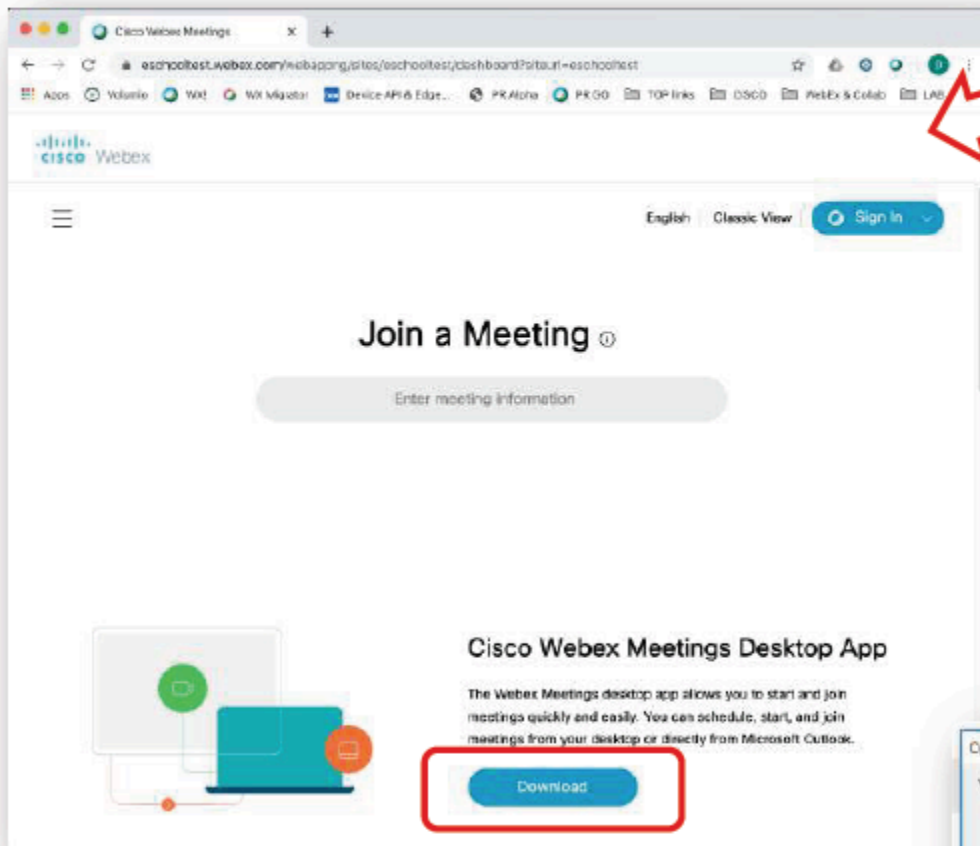 Cisco Webex Meetings
eschooltest.webex.com/webappng/sites/eschooltest/dashboard?siteurl=eschooltest
Apps Volumio WX! WX Migrator Device API & Edge... PR Alpha PR GO TOP links CISCO WebEx & Collab LAB
CISCO Webex
English Classic View Sign In
Join a Meeting
Enter meeting information
Cisco Webex Meetings Desktop App
The Webex Meetings desktop app allows you to start and join
meetings quickly and easily. You can schedule, start, and join
meetings from your desktop or directly from Microsoft Outlook.
Download